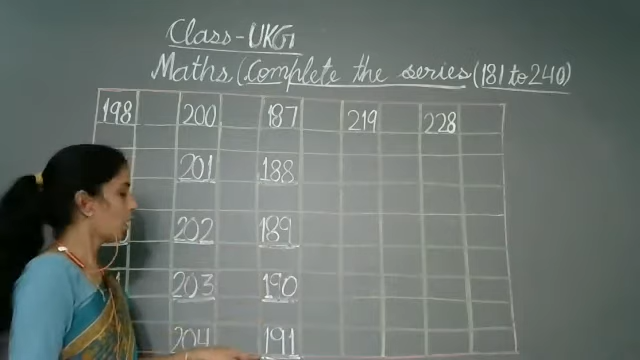 Class-UKG
Maths (Complete the series (181 to 240)
198 200 187 219 228
201 188
202 189
203 190
204 191